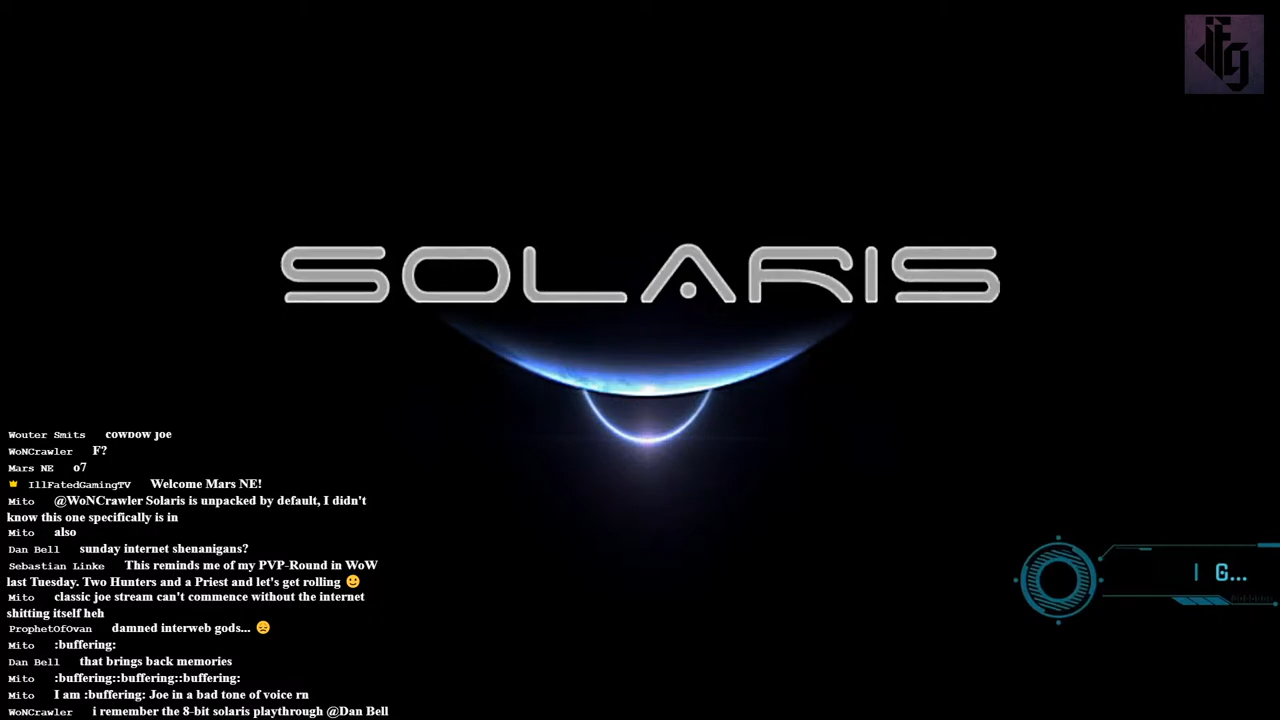 SOLARIS
Wouter Smits cowbow joe
WoNCrawler F?
Mars NE o7
IllFatedGamingTV Welcome Mars NE!
Mito @WoNCrawler Solaris is unpacked by default, I didn't
know this one specifically is in
Mito also
Dan Bell sunday internet shenanigans?
Sebastian Linke This reminds me of my PVP-Round in WoW
last Tuesday. Two Hunters and a Priest and let's get rolling 🙂
Mito classic joe stream can't commence without the internet
shitting itself heh
ProphetOfOvan damned interweb gods... 😞
Mito :buffering:
Dan Bell that brings back memories
Mito :buffering::buffering::buffering:
Mito I am :buffering: Joe in a bad tone of voice rn
WoNCrawler i remember the 8-bit solaris playthrough @Dan Bell
G...